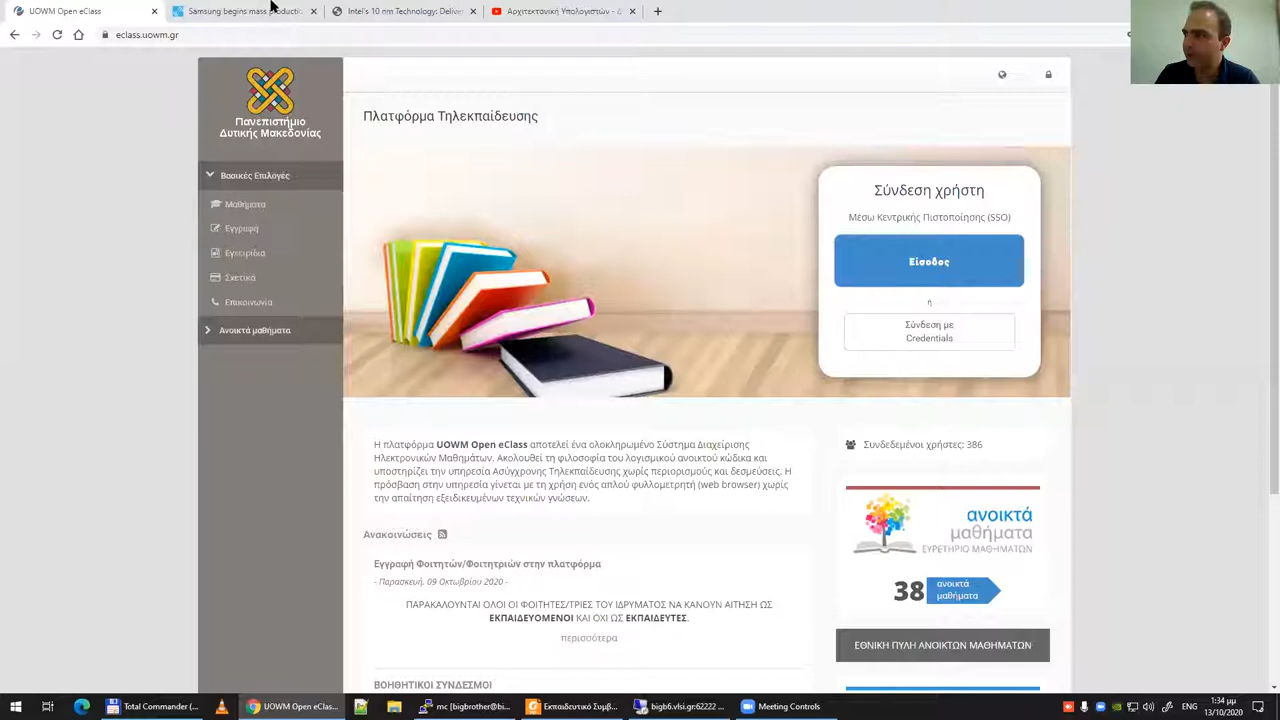 UOWM Open eClass
Samsung begins mass producti
Intel's 10 nm Technology: Deliver
Αρχιτεκτονική Υπολογιστών - Δ
eclass.uowm.gr
Πανεπιστήμιο
Δυτικής Μακεδονίας
Πλατφόρμα Τηλεκπαίδευσης
Βασικές Επιλογές
Μαθήματα
Εγγραφή
Εγχειρίδια
Σχετικά
Επικοινωνία
Ανοικτά μαθήματα
Σύνδεση χρήστη
Μέσω Κεντρικής Πιστοποίησης (SSO)
Είσοδος
ή
Σύνδεση με
Credentials
Η πλατφόρμα UOWM Open eClass αποτελεί ένα ολοκληρωμένο Σύστημα Διαχείρισης
Ηλεκτρονικών Μαθημάτων. Ακολουθεί τη φιλοσοφία του λογισμικού ανοικτού κώδικα και
υποστηρίζει την υπηρεσία Ασύγχρονης Τηλεκπαίδευσης χωρίς περιορισμούς και δεσμεύσεις. Η
πρόσβαση στην υπηρεσία γίνεται με τη χρήση ενός απλού φυλλομετρητή (web browser) χωρίς
την απαίτηση εξειδικευμένων τεχνικών γνώσεων.
Ανακοινώσεις
Εγγραφή Φοιτητών/Φοιτητριών στην πλατφόρμα
- Παρασκευή, 09 Οκτωβρίου 2020 -
ΠΑΡΑΚΑΛΟΥΝΤΑΙ ΟΛΟΙ ΟΙ ΦΟΙΤΗΤΕΣ/ΤΡΙΕΣ ΤΟΥ ΙΔΡΥΜΑΤΟΣ ΝΑ ΚΑΝΟΥΝ ΑΙΤΗΣΗ ΩΣ
ΕΚΠΑΙΔΕΥΟΜΕΝΟΙ ΚΑΙ ΟΧΙ ΩΣ ΕΚΠΑΙΔΕΥΤΕΣ.
περισσότερα
ΒΟΗΘΗΤΙΚΟΙ ΣΥΝΔΕΣΜΟΙ
Συνδεδεμένοι χρήστες: 386
ανοικτά
μαθήματα
ΕΥΡΕΤΗΡΙΟ ΜΑΘΗΜΑΤΩΝ
38 ανοικτά
μαθήματα
ΕΘΝΙΚΗ ΠΥΛΗ ΑΝΟΙΚΤΩΝ ΜΑΘΗΜΑΤΩΝ
Total Commander (...
UOWM Open eClas...
mc [bigbrother@bi...
Εκπαιδευτικό Συμβ...
bigb6.vlsi.gr:62222 ...
Meeting Controls
1:34 μμ
13/10/2020